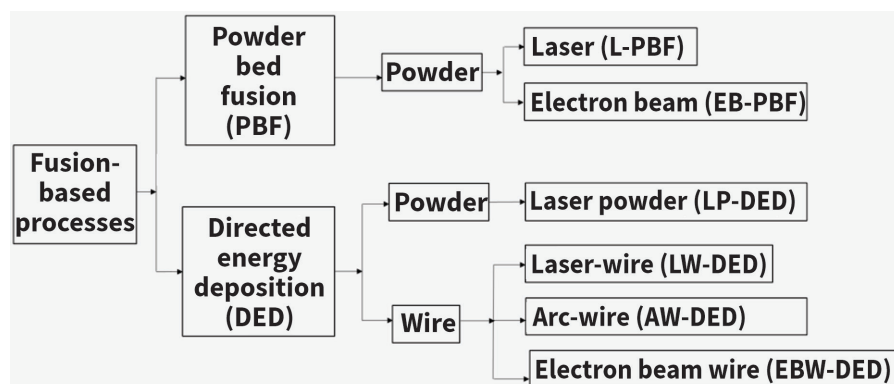 Fusion-
based
processes
Powder
bed
fusion
(PBF)
Powder
Laser (L-PBF)
Electron beam (EB-PBF)
Directed
energy
deposition
(DED)
Powder
Laser powder (LP-DED)
Wire
Laser-wire (LW-DED)
Arc-wire (AW-DED)
Electron beam wire (EBW-DED)